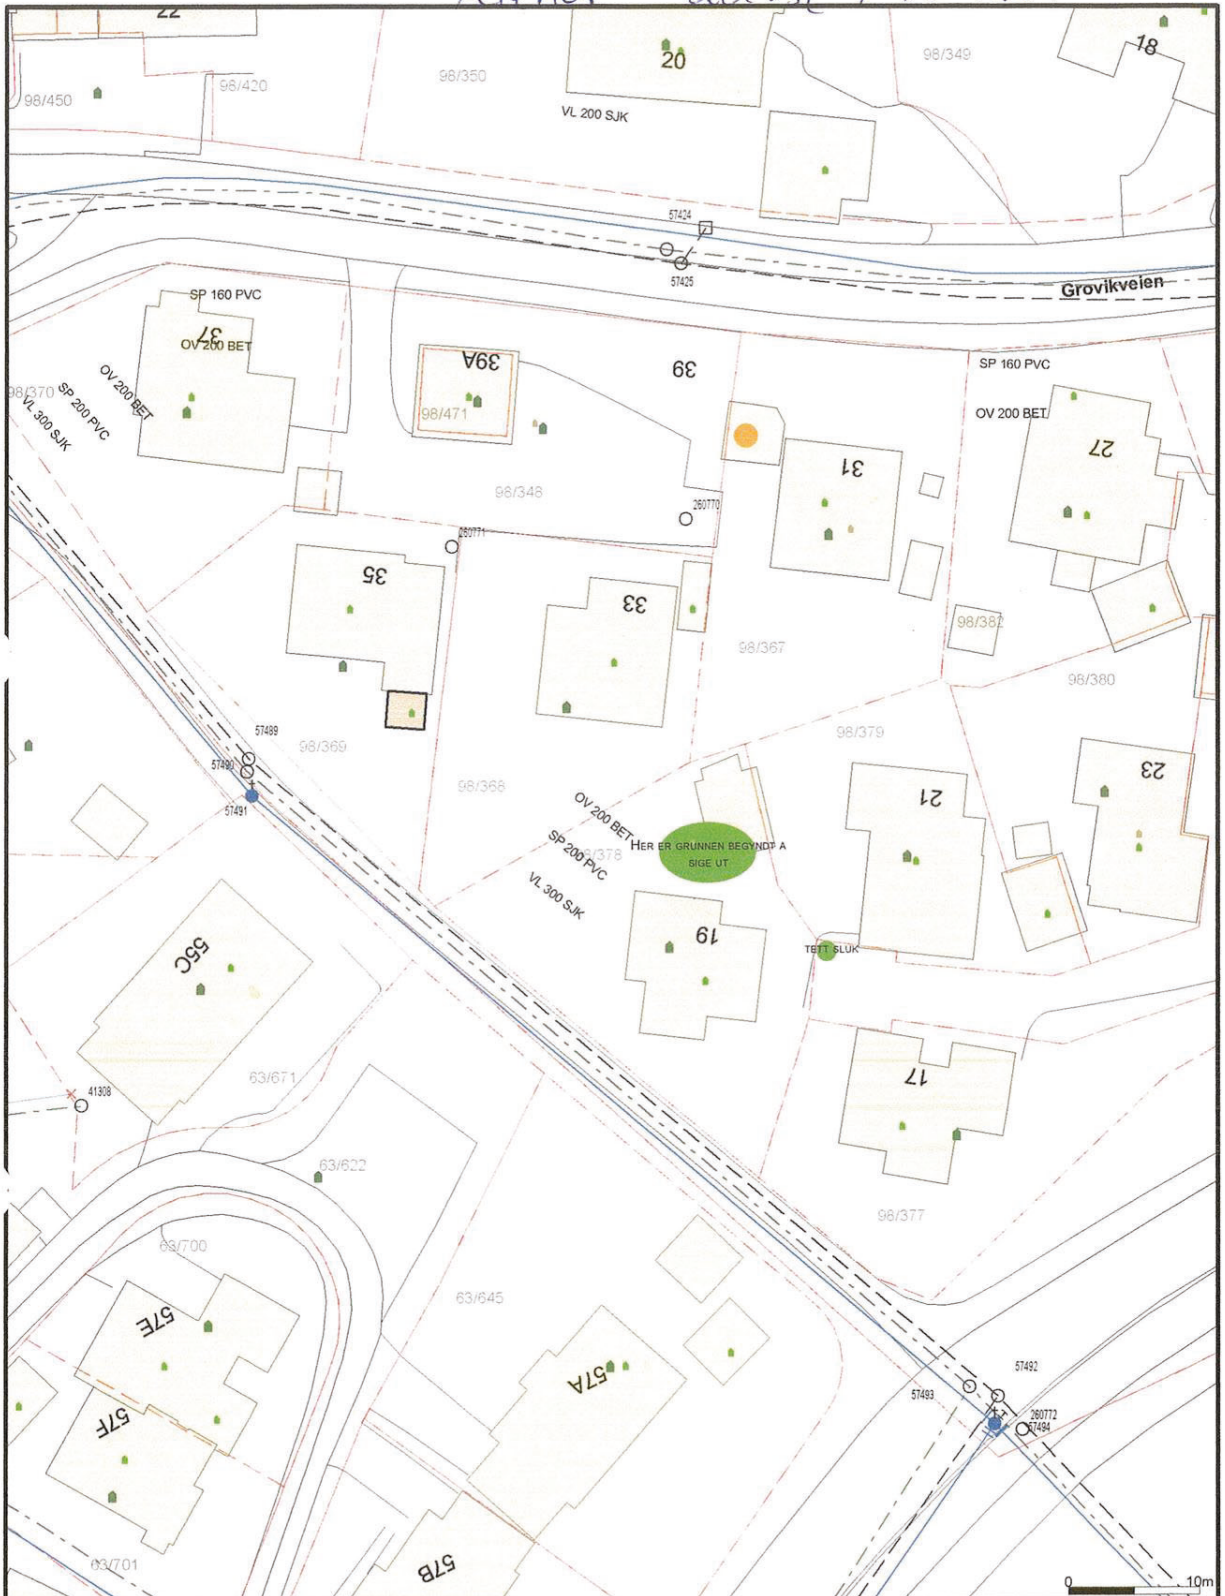 22
20
18
98/349
98/350
98/420
98/450
VL 200 SJK
57424
57425
Grovikveien
SP 160 PVC
37
OV 200 BET
39A
39
SP 160 PVC
98/370
OV 200 BET
SP 200 PVC
VL 300 SJK
98/471
OV 200 BET
27
31
98/348
260770
260771
35
33
98/382
98/367
98/380
57489
98/369
57490
57491
98/379
98/368
23
21
OV 200 BET
SP 200 PVC
VL 300 SJK
HER ER GRUNNEN BEGYNDT A
SIGE UT
19
TETT SLUK
55C
63/671
41308
17
63/622
98/377
63/700
63/645
57E
57A
57492
57493
57F
260772
57494
57B
63/701
0 10m